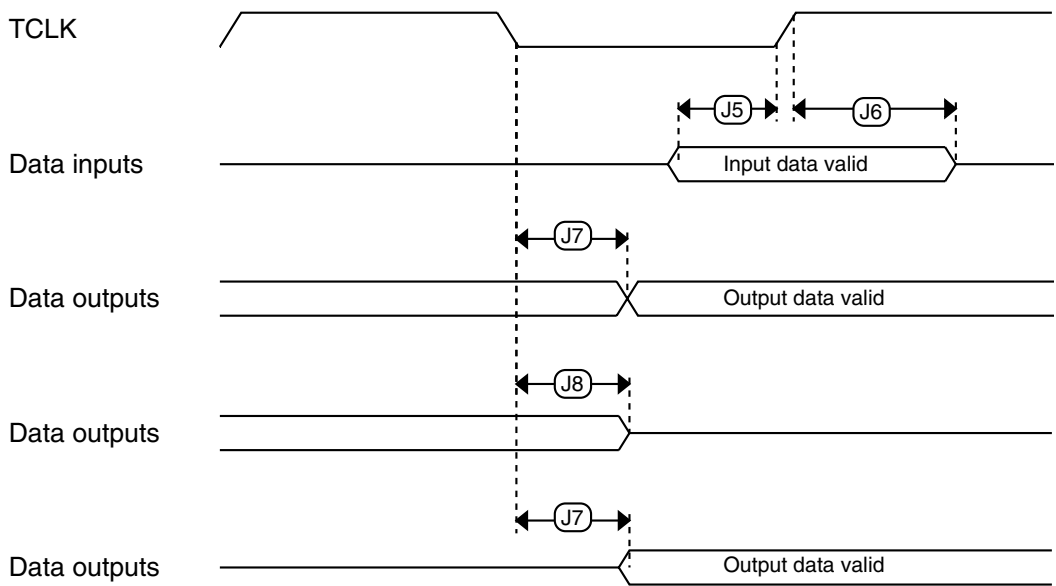 TCLK
J5
J6
Data inputs
Input data valid
J7
Data outputs
Output data valid
J8
Data outputs
J7
Data outputs
Output data valid